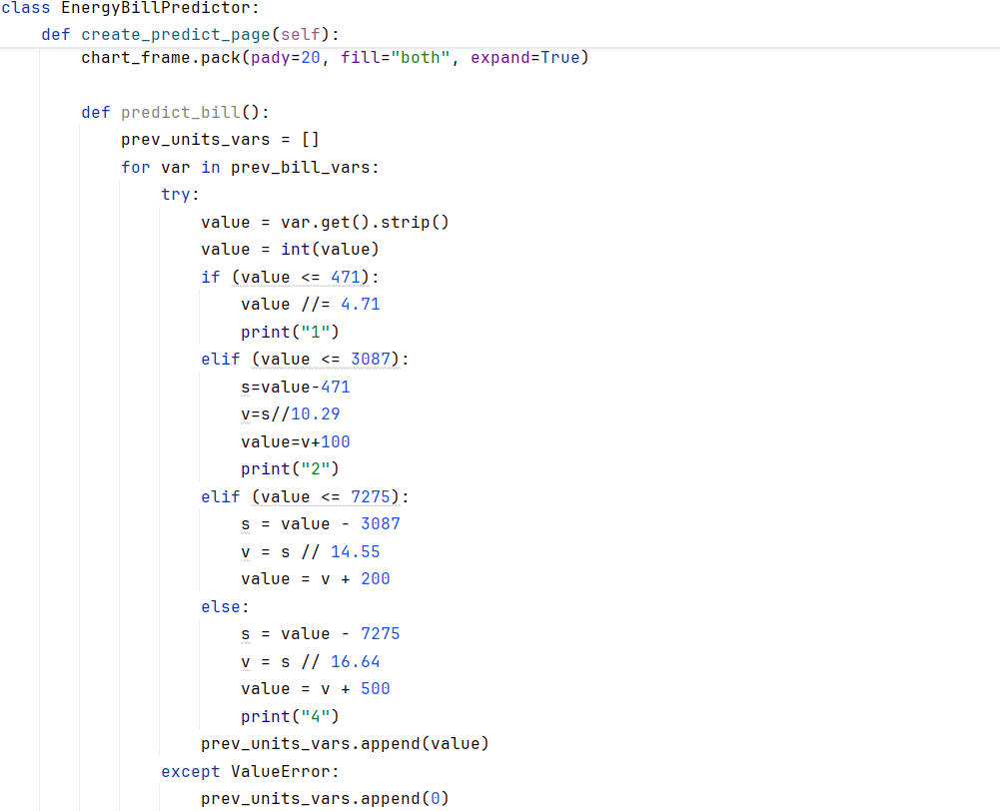 class EnergyBillPredictor:
    def create_predict_page(self):
        chart_frame.pack(pady=20, fill="both", expand=True)

        def predict_bill():
            prev_units_vars = []
            for var in prev_bill_vars:
                try:
                    value = var.get().strip()
                    value = int(value)
                    if (value <= 471):
                        value //= 4.71
                        print("1")
                    elif (value <= 3087):
                        s=value-471
                        v=s//10.29
                        value=v+100
                        print("2")
                    elif (value <= 7275):
                        s = value - 3087
                        v = s // 14.55
                        value = v + 200
                    else:
                        s = value - 7275
                        v = s // 16.64
                        value = v + 500
                        print("4")
                    prev_units_vars.append(value)
                except ValueError:
                    prev_units_vars.append(0)